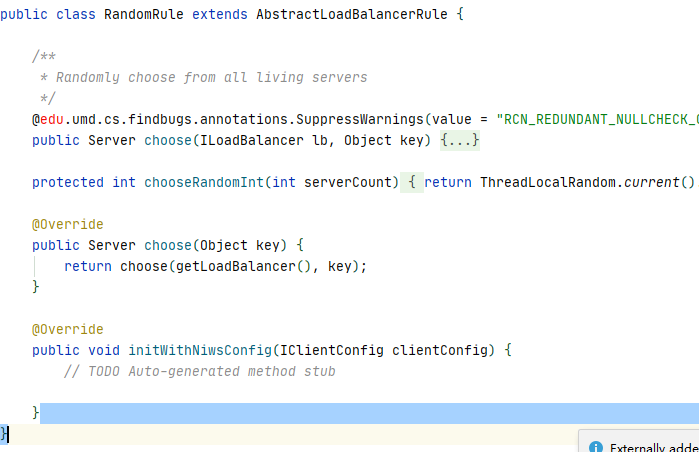 public class RandomRule extends AbstractLoadBalancerRule {
/**
* Randomly choose from all living servers
*/
@edu.umd.cs.findbugs.annotations.SuppressWarnings(value = "RCN_REDUNDANT_NULLCHECK_
public Server choose(ILoadBalancer lb, Object key) {...}
protected int chooseRandomInt(int serverCount) { return ThreadLocalRandom.current()
@Override
public Server choose(Object key) {
return choose(getLoadBalancer(), key);
}
@Override
public void initWithNiwsConfig(IClientConfig clientConfig) {
// TODO Auto-generated method stub
}
}
Externally adde